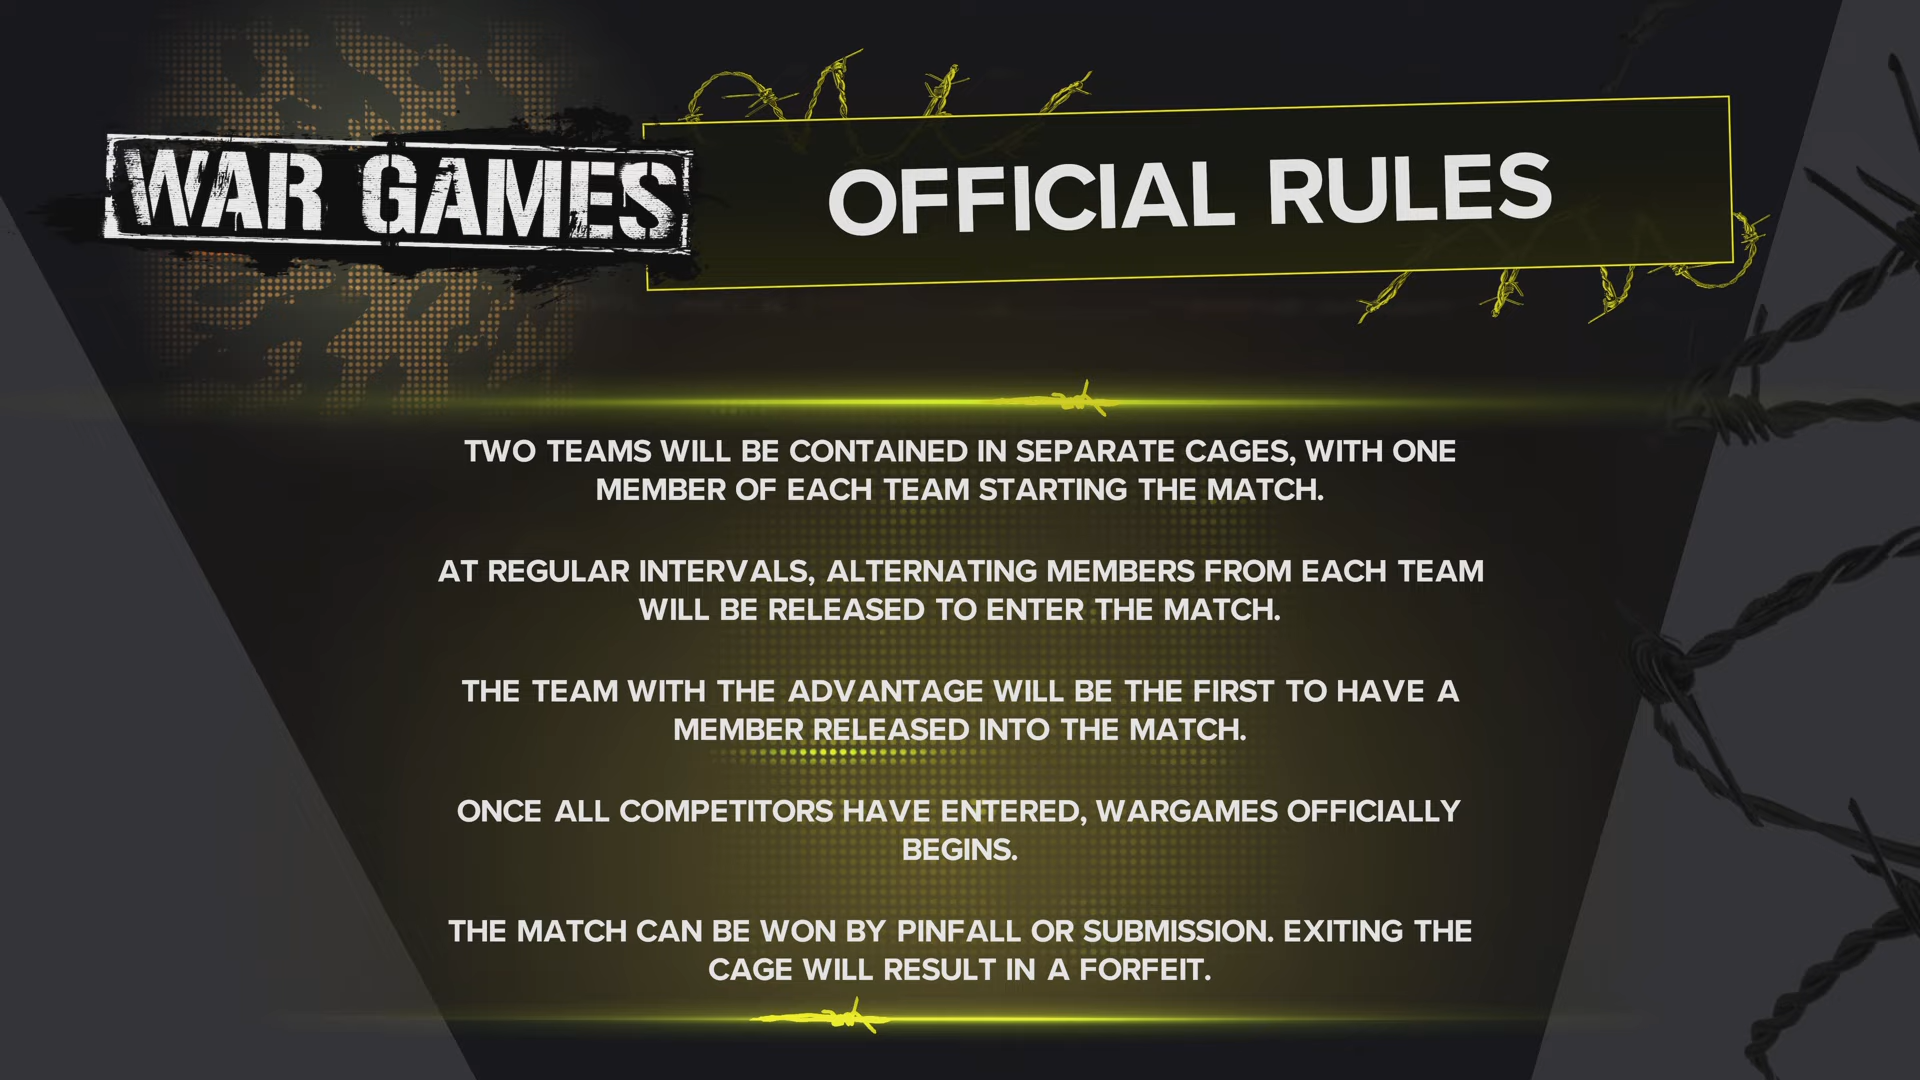 WAR GAMES
OFFICIAL RULES
TWO TEAMS WILL BE CONTAINED IN SEPARATE CAGES, WITH ONE
MEMBER OF EACH TEAM STARTING THE MATCH.
AT REGULAR INTERVALS, ALTERNATING MEMBERS FROM EACH TEAM
WILL BE RELEASED TO ENTER THE MATCH.
THE TEAM WITH THE ADVANTAGE WILL BE THE FIRST TO HAVE A
MEMBER RELEASED INTO THE MATCH.
ONCE ALL COMPETITORS HAVE ENTERED, WARGAMES OFFICIALLY
BEGINS.
THE MATCH CAN BE WON BY PINFALL OR SUBMISSION. EXITING THE
CAGE WILL RESULT IN A FORFEIT.